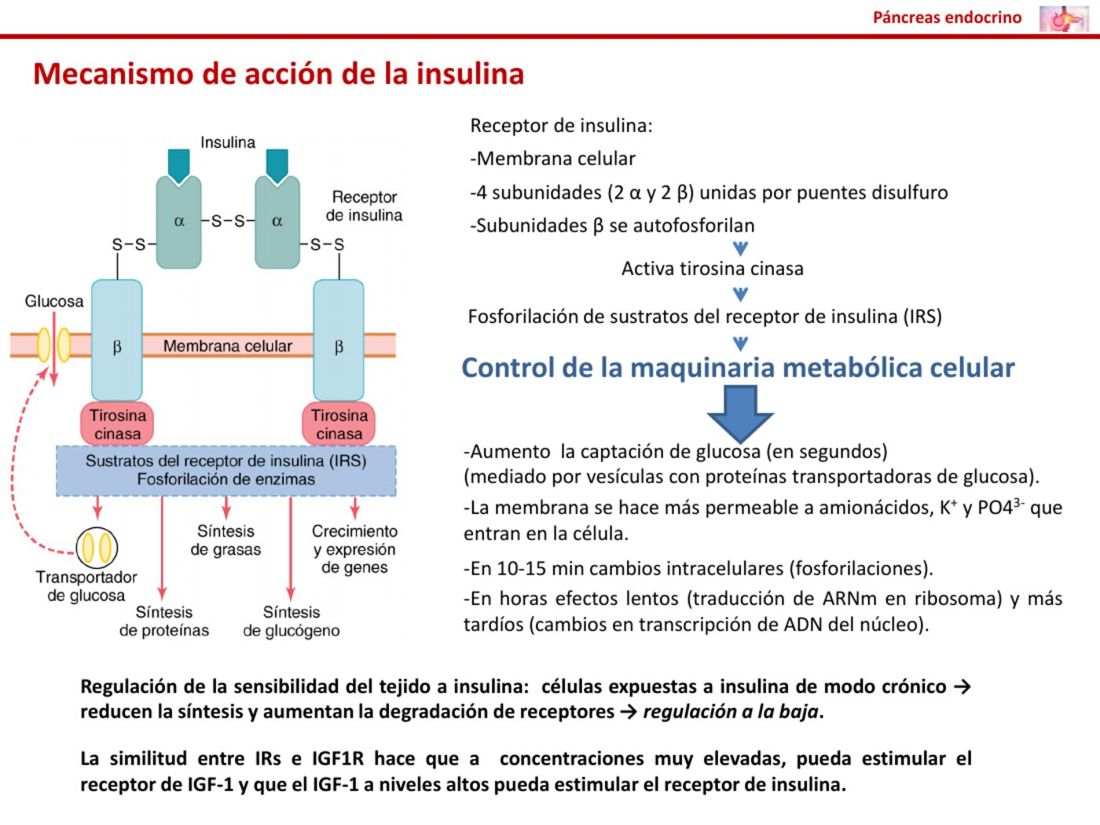 Páncreas endocrino
Mecanismo de acción de la insulina
Insulina
Receptor
de insulina
α
S-S
α
S-S
S-S
Glucosa
β
Membrana celular
β
Tirosina
cinasa
Tirosina
cinasa
Sustratos del receptor de insulina (IRS)
Fosforilación de enzimas
Síntesis
de grasas
Crecimiento
y expresión
de genes
Transportador
de glucosa
Síntesis
de proteínas
Síntesis
de glucógeno
Receptor de insulina:
-Membrana celular
-4 subunidades (2 α y 2 β) unidas por puentes disulfuro
-Subunidades β se autofosforilan
Activa tirosina cinasa
Fosforilación de sustratos del receptor de insulina (IRS)
Control de la maquinaria metabólica celular
-Aumento  la captación de glucosa (en segundos)
(mediado por vesículas con proteínas transportadoras de glucosa).
-La membrana se hace más permeable a amionácidos, K⁺ y PO4³⁻ que
entran en la célula.
-En 10-15 min cambios intracelulares (fosforilaciones).
-En horas efectos lentos (traducción de ARNm en ribosoma) y más
tardíos (cambios en transcripción de ADN del núcleo).
Regulación de la sensibilidad del tejido a insulina:  células expuestas a insulina de modo crónico →
reducen la síntesis y aumentan la degradación de receptores → regulación a la baja.
La similitud entre IRs e IGF1R hace que a  concentraciones muy elevadas, pueda estimular el
receptor de IGF-1 y que el IGF-1 a niveles altos pueda estimular el receptor de insulina.